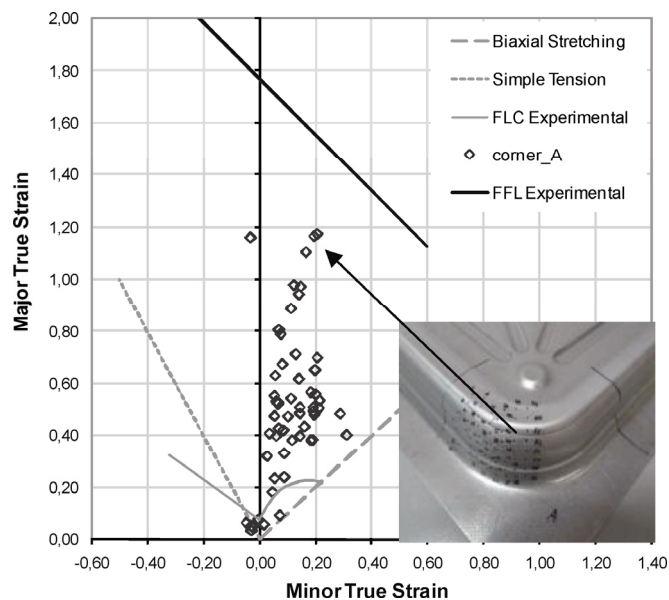 2,00
1,80
1,60
1,40
1,20
1,00
0,80
0,60
0,40
0,20
0,00
Major True Strain
-0,60 -0,40 -0,20 0,00 0,20 0,40 0,60 0,80 1,00 1,20 1,40
Minor True Strain
Biaxial Stretching
Simple Tension
FLC Experimental
corner_A
FFL Experimental
A